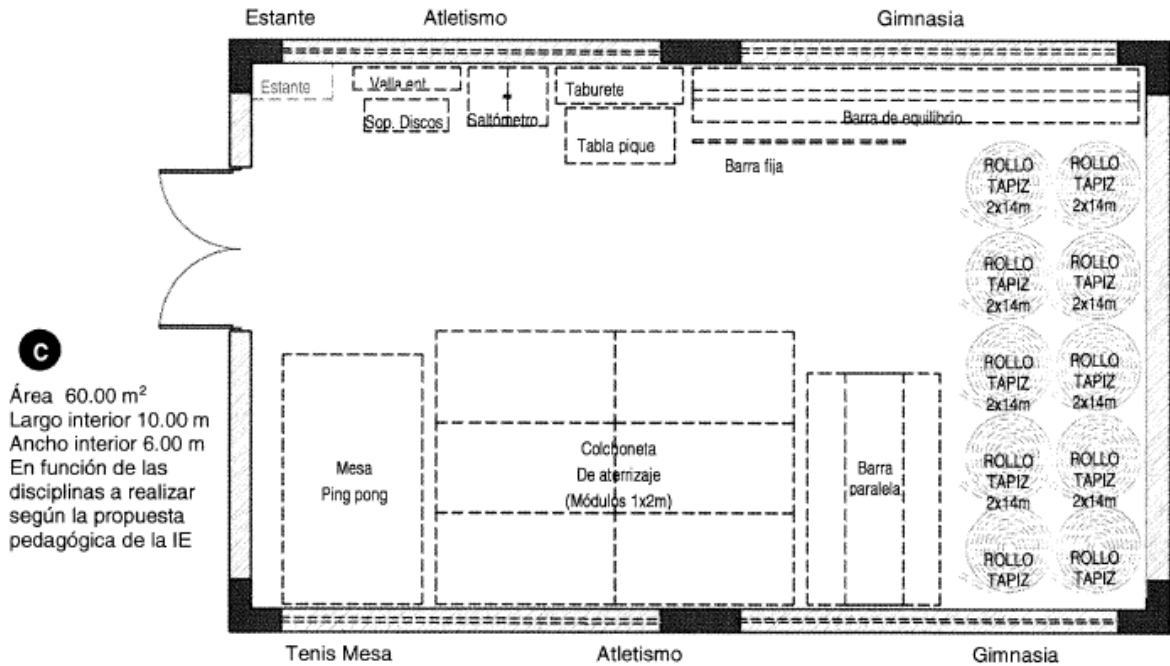 Estante
Atletismo
Gimnasia
Estante
Valla ent.
Sop. Discos
Saltómetro
Taburete
Tabla pique
Barra de equilibrio
Barra fija
ROLLO
TAPIZ
2x14m
ROLLO
TAPIZ
2x14m
ROLLO
TAPIZ
2x14m
ROLLO
TAPIZ
2x14m
ROLLO
TAPIZ
2x14m
ROLLO
TAPIZ
2x14m
ROLLO
TAPIZ
2x14m
ROLLO
TAPIZ
2x14m
ROLLO
TAPIZ
ROLLO
TAPIZ
C
Área 60.00 m²
Largo interior 10.00 m
Ancho interior 6.00 m
En función de las
disciplinas a realizar
según la propuesta
pedagógica de la IE
Mesa
Ping pong
Colchoneta
De aterrizaje
(Módulos 1x2m)
Barra
paralela
Tenis Mesa
Atletismo
Gimnasia